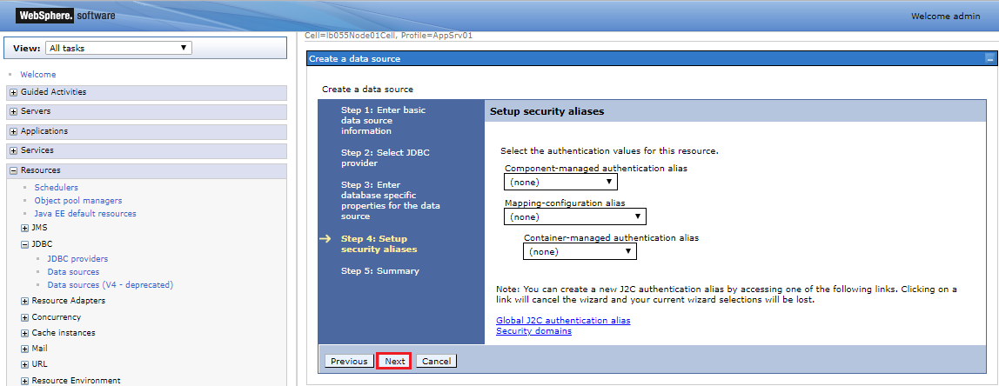 WebSphere. software
Welcome admin
View: All tasks
Welcome
Guided Activities
Servers
Applications
Services
Resources
Schedulers
Object pool managers
Java EE default resources
JMS
JDBC
JDBC providers
Data sources
Data sources (V4 - deprecated)
Resource Adapters
Concurrency
Cache instances
Mail
URL
Resource Environment
Cell=lb055Node01Cell, Profile=AppSrv01
Create a data source
Create a data source
Step 1: Enter basic
data source
information
Step 2: Select JDBC
provider
Step 3: Enter
database specific
properties for the data
source
Step 4: Setup
security aliases
Step 5: Summary
Setup security aliases
Select the authentication values for this resource.
Component-managed authentication alias
(none)
Mapping-configuration alias
(none)
Container-managed authentication alias
(none)
Note: You can create a new J2C authentication alias by accessing one of the following links. Clicking on a
link will cancel the wizard and your current wizard selections will be lost.
Global J2C authentication alias
Security domains
Previous Next Cancel